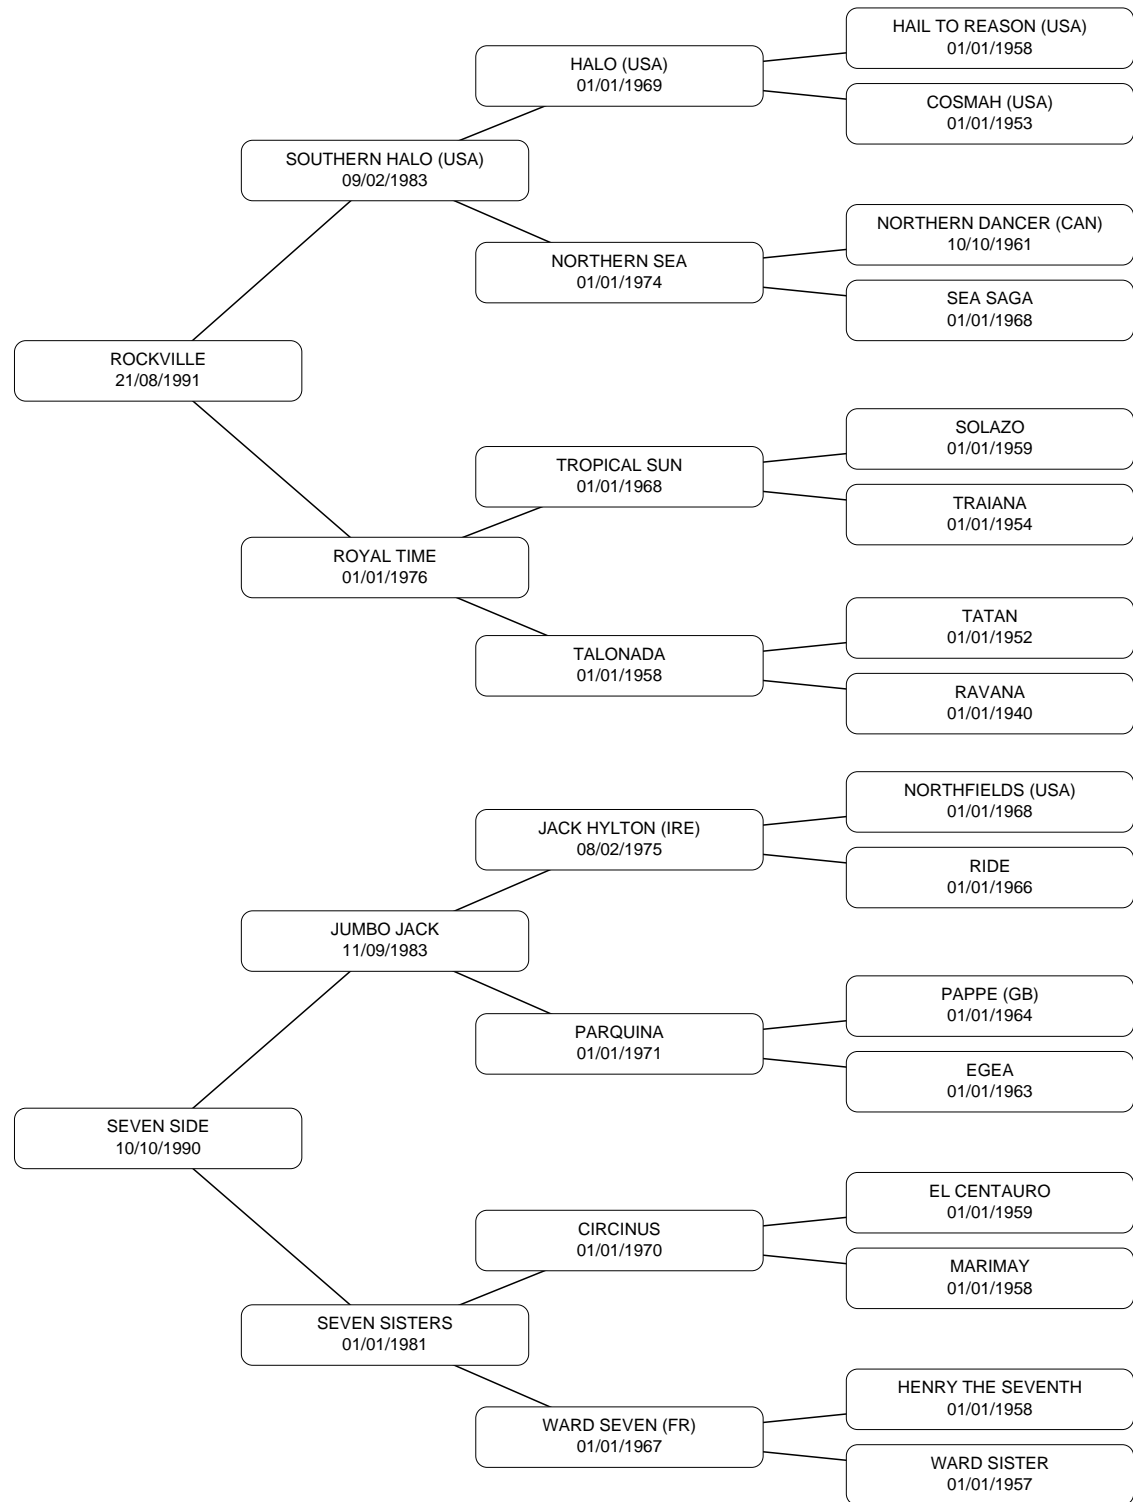 HAIL TO REASON (USA)
01/01/1958
HALO (USA)
01/01/1969
COSMAH (USA)
01/01/1953
SOUTHERN HALO (USA)
09/02/1983
NORTHERN DANCER (CAN)
10/10/1961
NORTHERN SEA
01/01/1974
SEA SAGA
01/01/1968
ROCKVILLE
21/08/1991
SOLAZO
01/01/1959
TROPICAL SUN
01/01/1968
TRAIANA
01/01/1954
ROYAL TIME
01/01/1976
TATAN
01/01/1952
TALONADA
01/01/1958
RAVANA
01/01/1940
NORTHFIELDS (USA)
01/01/1968
JACK HYLTON (IRE)
08/02/1975
RIDE
01/01/1966
JUMBO JACK
11/09/1983
PAPPE (GB)
01/01/1964
PARQUINA
01/01/1971
EGEA
01/01/1963
SEVEN SIDE
10/10/1990
EL CENTAURO
01/01/1959
CIRCINUS
01/01/1970
MARIMAY
01/01/1958
SEVEN SISTERS
01/01/1981
HENRY THE SEVENTH
01/01/1958
WARD SEVEN (FR)
01/01/1967
WARD SISTER
01/01/1957